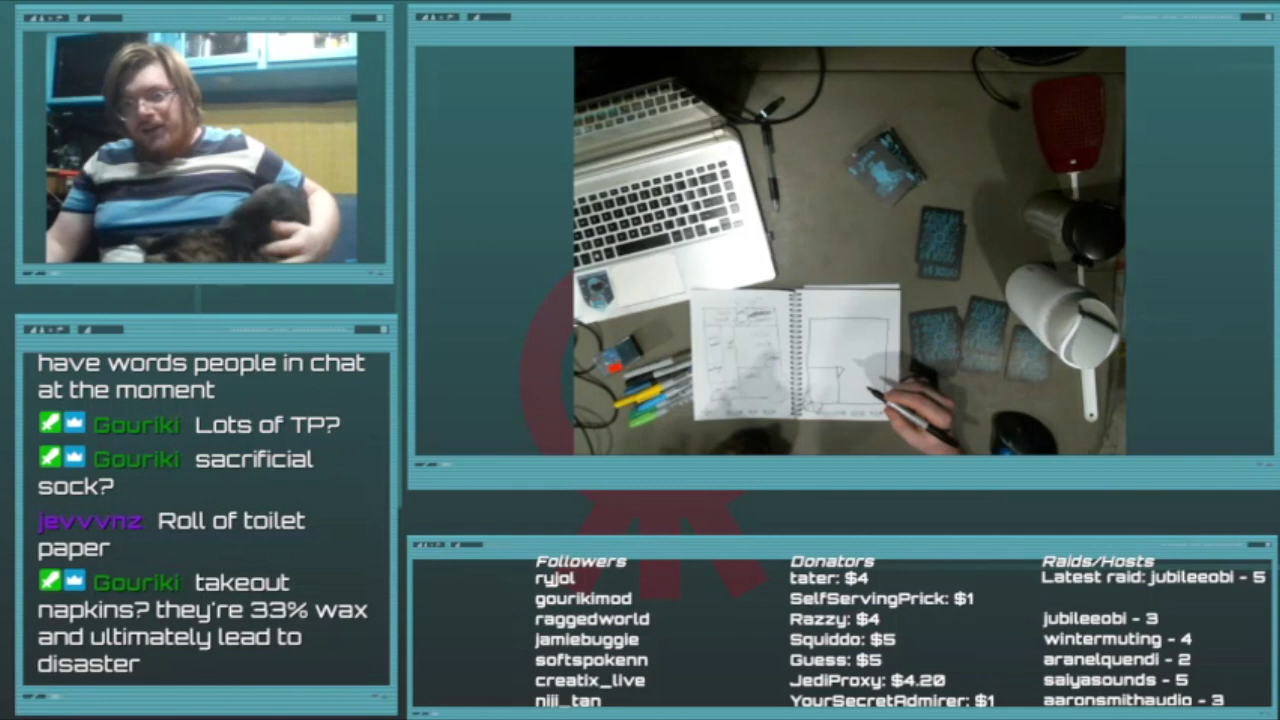 have words people in chat
at the moment
Gouriki Lots of TP?
Gouriki sacrificial
sock?
jevvvnz Roll of toilet
paper
Gouriki takeout
napkins? they're 33% wax
and ultimately lead to
disaster
Followers
ryjol
gourikimod
raggedworld
jamiebuggie
softspokenn
creatix_live
niji_tan
Donators
tater: $4
SelfServingPrick: $1
Razzy: $4
Squiddo: $5
Guess: $5
JediProxy: $4.20
YourSecretAdmirer: $1
Raids/Hosts
Latest raid: jubileeobi - 5
jubileeobi - 3
wintermuting - 4
aranelquendi - 2
saiyasounds - 5
aaronsmithaudio - 3